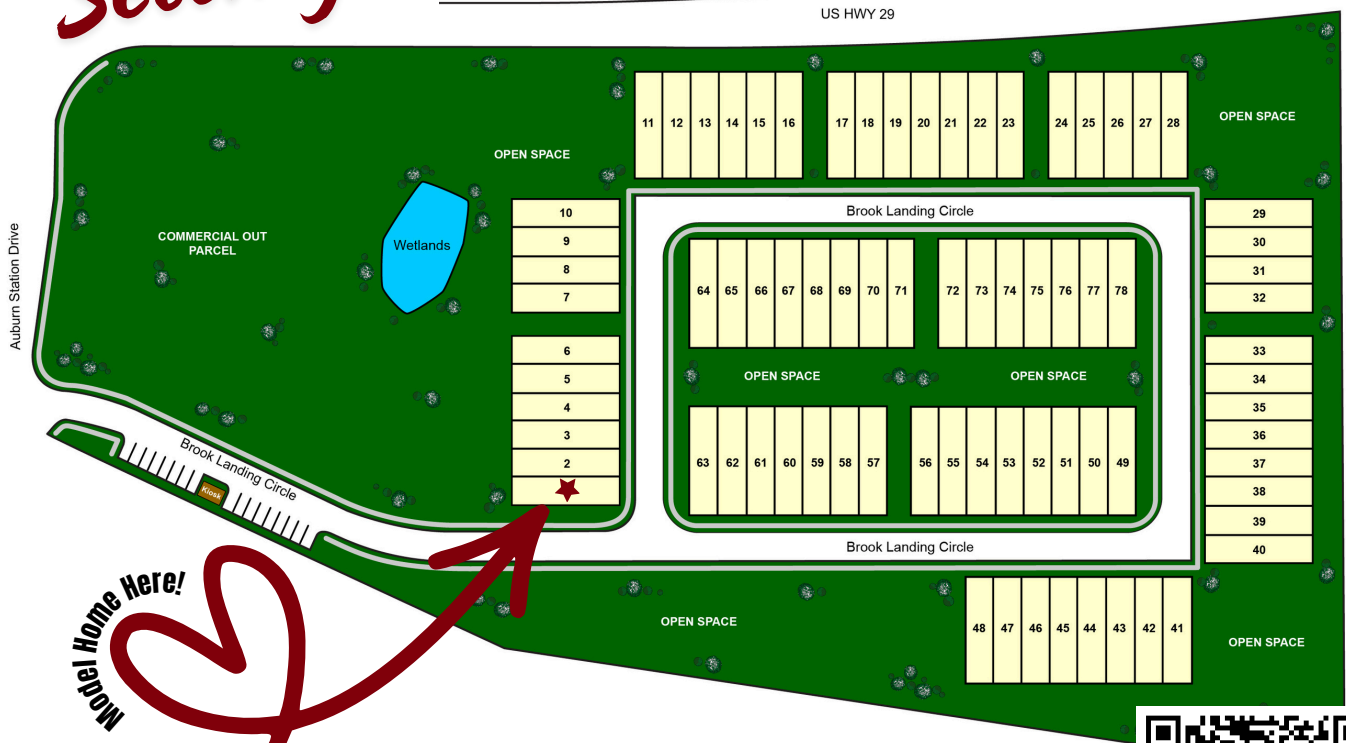 US HWY 29
11 12 13 14 15 16 17 18 19 20 21 22 23 24 25 26 27 28
OPEN SPACE
OPEN SPACE
10
9
8
7
Brook Landing Circle
29
30
31
32
Auburn Station Drive
COMMERCIAL OUT
PARCEL
Wetlands
64 65 66 67 68 69 70 71 72 73 74 75 76 77 78
6
5
4
3
2
OPEN SPACE
OPEN SPACE
33
34
35
36
37
38
39
40
63 62 61 60 59 58 57 56 55 54 53 52 51 50 49
Brook Landing Circle
Kiosk
Brook Landing Circle
Model Home Here!
OPEN SPACE
48 47 46 45 44 43 42 41
OPEN SPACE